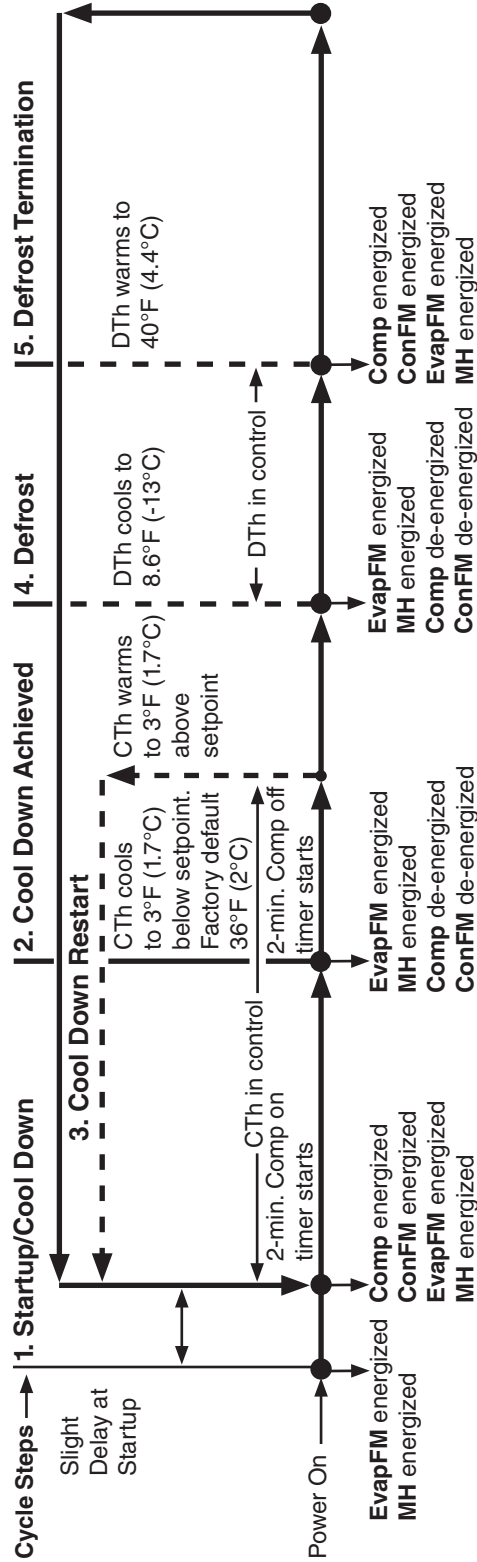 Cycle Steps
1. Startup/Cool Down
2. Cool Down Achieved
4. Defrost
5. Defrost Termination
3. Cool Down Restart
Slight
Delay at
Startup
CTh cools
to 3°F (1.7°C)
below setpoint.
Factory default
36°F (2°C)
CTh warms
to 3°F (1.7°C)
above
setpoint
DTh cools to
8.6°F (-13°C)
DTh warms to
40°F (4.4°C)
CTh in control
DTh in control
2-min. Comp on
timer starts
2-min. Comp off
timer starts
Power On
EvapFM energized
MH energized
Comp energized
ConFM energized
EvapFM energized
MH energized
EvapFM energized
MH energized
Comp de-energized
ConFM de-energized
EvapFM energized
MH energized
Comp de-energized
ConFM de-energized
Comp energized
ConFM energized
EvapFM energized
MH energized